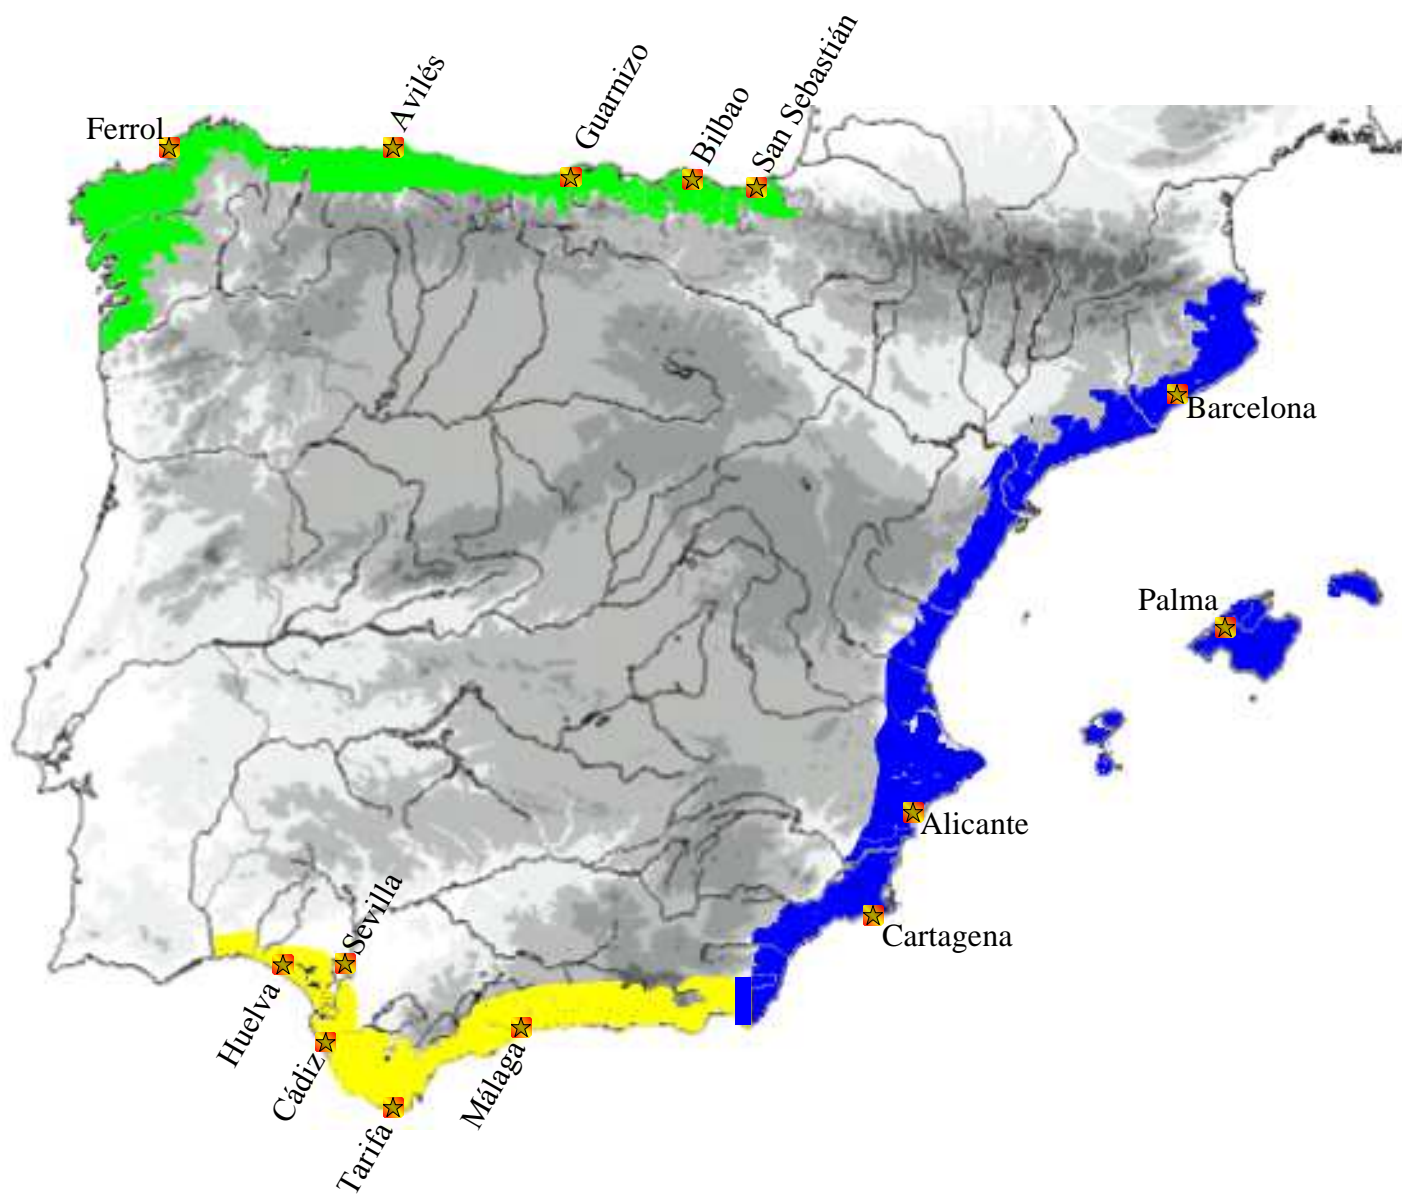 San Sebastián
Guarnizo
Avilés
Bilbao
Ferrol
Barcelona
Palma
Alicante
Sevilla
Cartagena
Huelva
Cádiz
Málaga
Tarifa